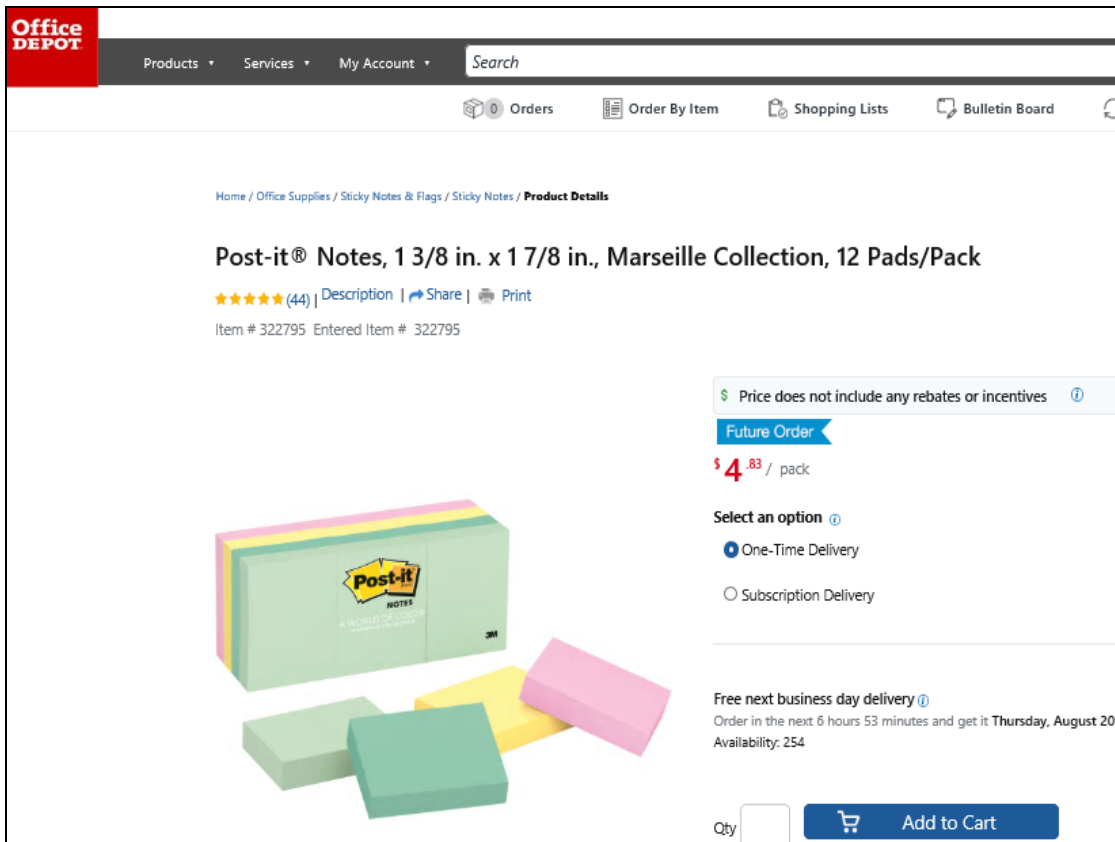 Office
DEPOT
Products ▾ Services ▾ My Account ▾ Search
0 Orders Order By Item Shopping Lists Bulletin Board
Home / Office Supplies / Sticky Notes & Flags / Sticky Notes / Product Details
Post-it® Notes, 1 3/8 in. x 1 7/8 in., Marseille Collection, 12 Pads/Pack
(44) | Description | Share | Print
Item # 322795 Entered Item # 322795
$ Price does not include any rebates or incentives
Future Order
$4.83 / pack
Select an option
One-Time Delivery
Subscription Delivery
Post-it
NOTES
A WORLD OF COLOR
3M
Free next business day delivery
Order in the next 6 hours 53 minutes and get it Thursday, August 20
Availability: 254
Qty Add to Cart